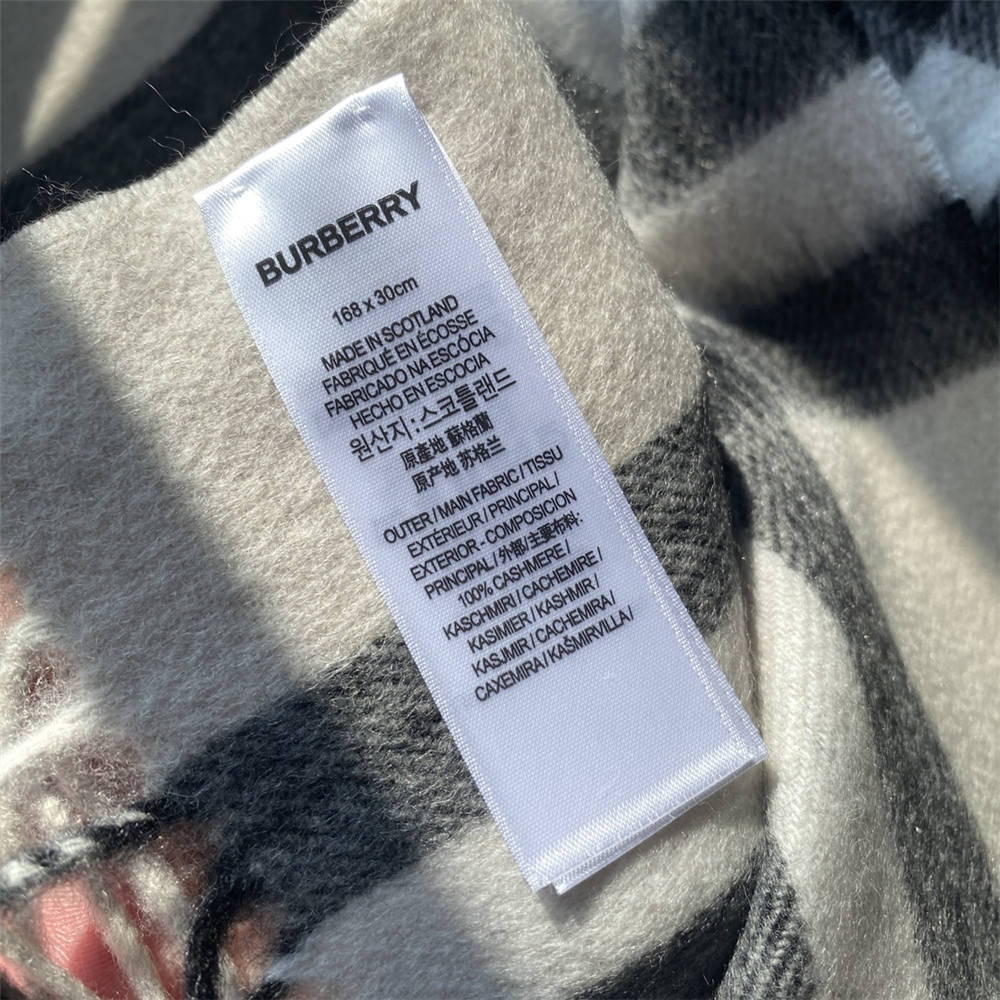 BURBERRY
168 x 30cm
MADE IN SCOTLAND
FABRIQUÉ EN ÉCOSSE
FABRICADO NA ESCÓCIA
HECHO EN ESCOCIA
원산지 : 스코틀랜드
原產地 蘇格蘭
原产地 苏格兰
OUTER / MAIN FABRIC / TISSU
EXTÉRIEUR / PRINCIPAL /
EXTERIOR - COMPOSICION
PRINCIPAL / 外部/主要布料:
100% CASHMERE /
KASCHMIRI / CACHEMIRE /
KASIMIER / KASHMIR /
KASJMIR / CACHEMIRA /
CAXEMIRA / KAŠMIRVILLA /